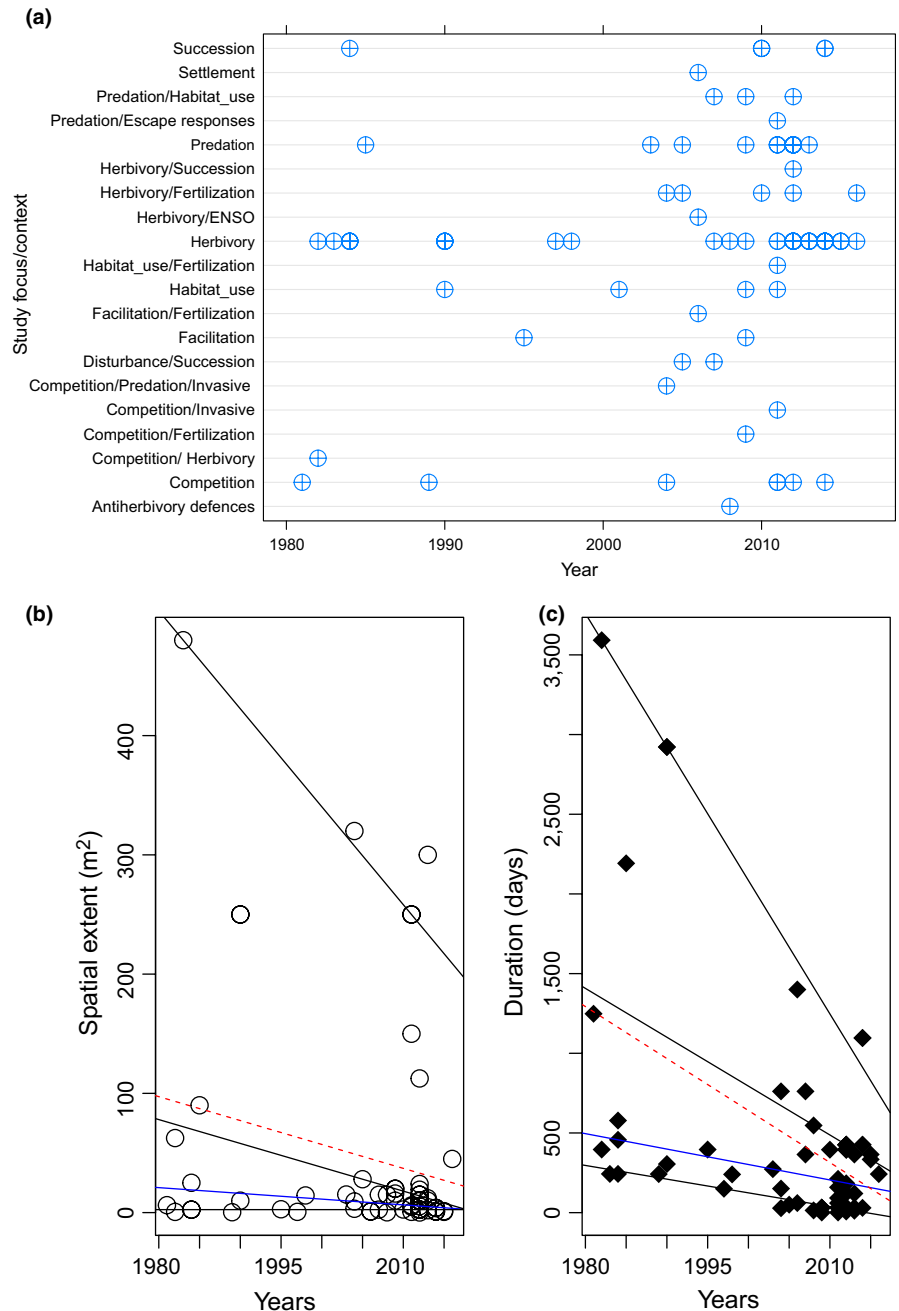 (a)
Succession
Settlement
Predation/Habitat_use
Predation/Escape responses
Predation
Herbivory/Succession
Herbivory/Fertilization
Herbivory/ENSO
Herbivory
Habitat_use/Fertilization
Habitat_use
Facilitation/Fertilization
Facilitation
Disturbance/Succession
Competition/Predation/Invasive
Competition/Invasive
Competition/Fertilization
Competition/ Herbivory
Competition
Antiherbivory defences
Study focus/context
1980 1990 2000 2010
Year
(b)
Spatial extent (m²)
400
300
200
100
0
1980 1995 2010
Years
(c)
Duration (days)
3,500
2,500
1,500
500
0
1980 1995 2010
Years